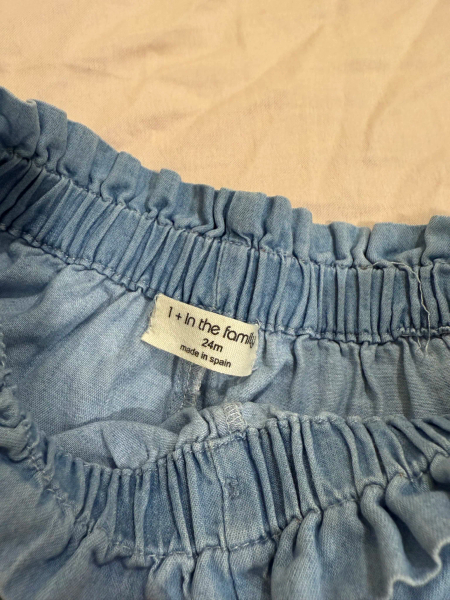 1 + in the family
24m
made in spain